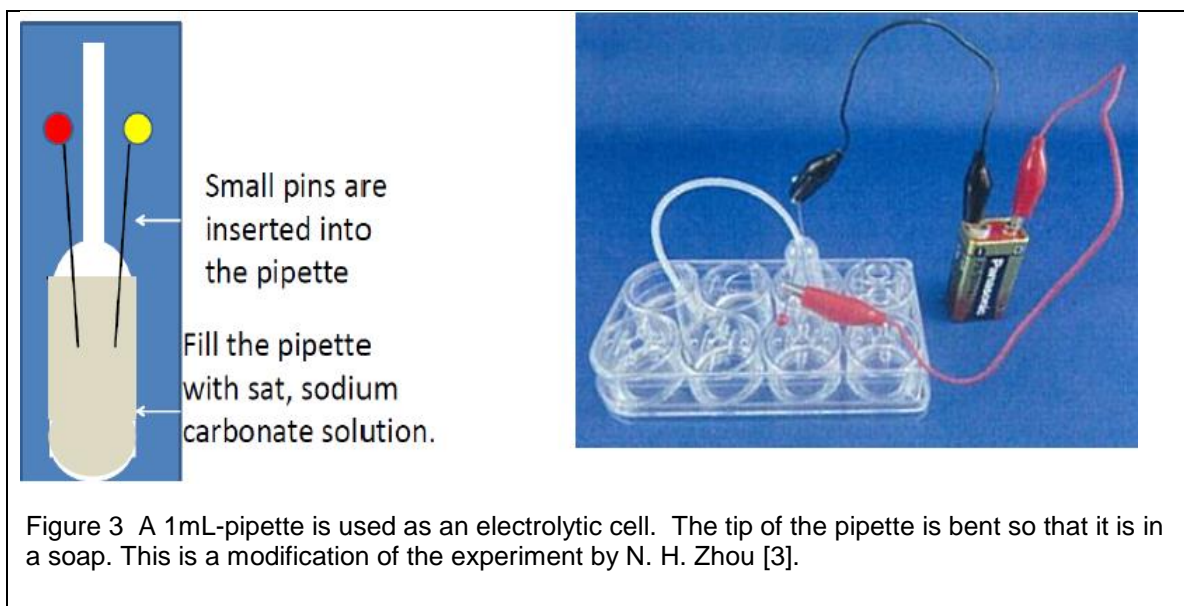 Small pins are
inserted into
the pipette
Fill the pipette
with sat, sodium
carbonate solution.
Panasonic
Figure 3 A 1mL-pipette is used as an electrolytic cell. The tip of the pipette is bent so that it is in
a soap. This is a modification of the experiment by N. H. Zhou [3].